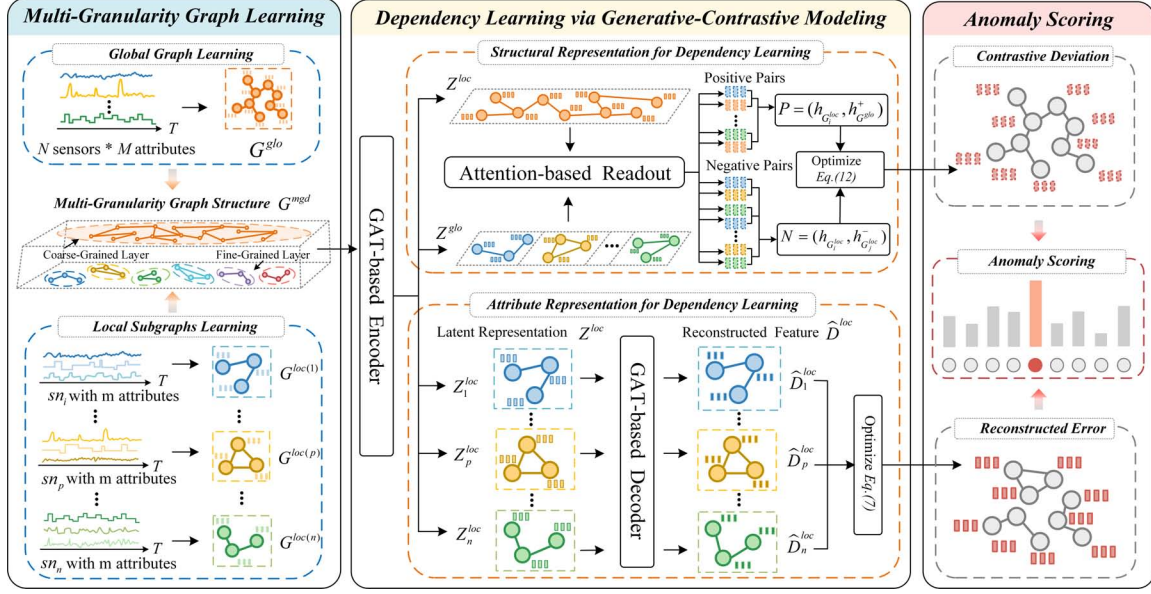 Multi-Granularity Graph Learning
Global Graph Learning
T
N sensors * M attributes
G^{glo}
Multi-Granularity Graph Structure G^{mgd}
Coarse-Grained Layer
Fine-Grained Layer
Local Subgraphs Learning
T
sn_i with m attributes
G^{loc(1)}
T
sn_p with m attributes
G^{loc(p)}
T
sn_n with m attributes
G^{loc(n)}
Dependency Learning via Generative-Contrastive Modeling
GAT-based Encoder
Structural Representation for Dependency Learning
Z^{loc}
Attention-based Readout
Z^{glo}
Positive Pairs
Negative Pairs
P = (h_{G_i^{loc}}, h^+_{G^{glo}})
Optimize
Eq.(12)
N = (h_{G_i^{loc}}, h^-_{G_j^{loc}})
Attribute Representation for Dependency Learning
Latent Representation Z^{loc}
Reconstructed Feature \widehat{D}^{loc}
Z_1^{loc}
Z_p^{loc}
Z_n^{loc}
GAT-based Decoder
\widehat{D}_1^{loc}
\widehat{D}_p^{loc}
\widehat{D}_n^{loc}
Optimize Eq.(7)
Anomaly Scoring
Contrastive Deviation
Anomaly Scoring
Reconstructed Error